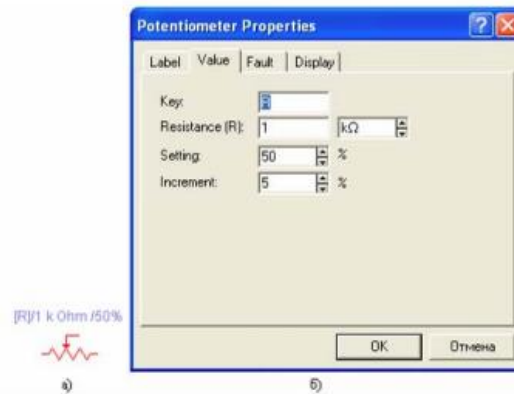 Potentiometer Properties
Label Value Fault Display
Key: R
Resistance (R): 1 kΩ
Setting: 50 %
Increment: 5 %
[R]/1 k Ohm /50%
OK Отмена
а) б)